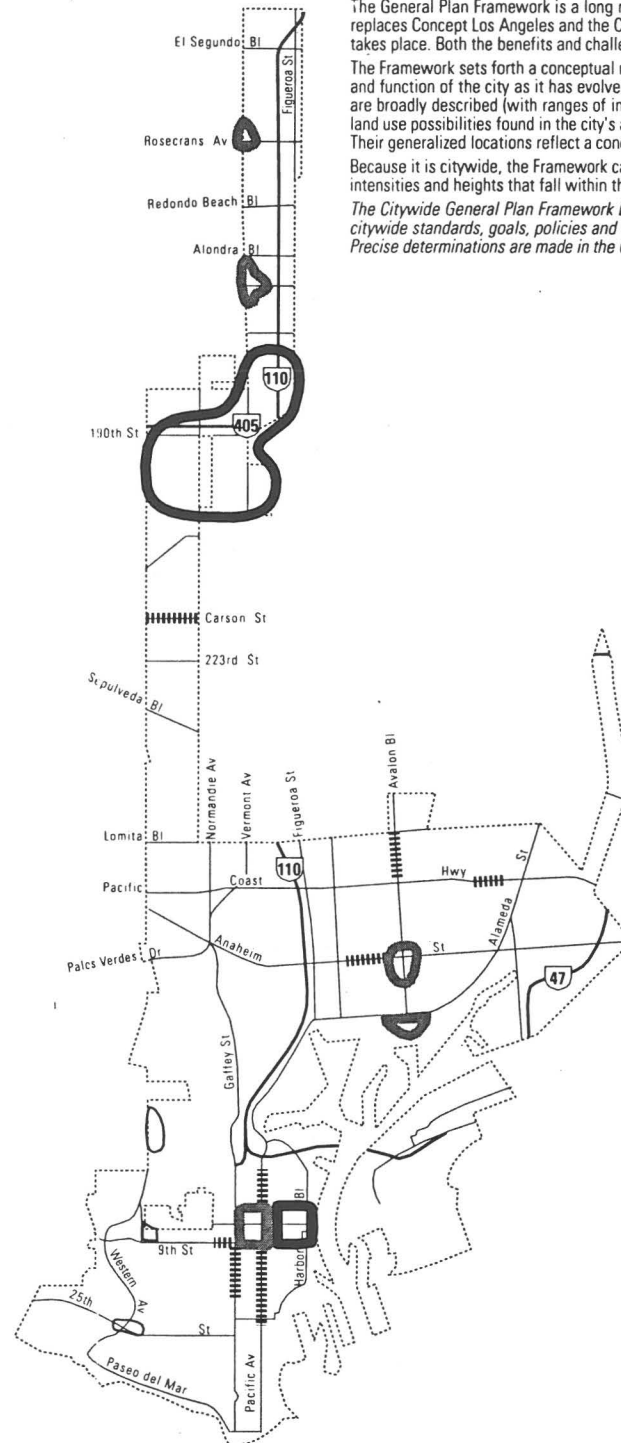 The General Plan Framework is a long
replaces Concept Los Angeles and the C
takes place. Both the benefits and challe
The Framework sets forth a conceptual
and function of the city as it has evolve
are broadly described (with ranges of in
land use possibilities found in the city's a
Their generalized locations reflect a con
Because it is citywide, the Framework ca
intensities and heights that fall within th
The Citywide General Plan Framework
citywide standards, goals, policies and
Precise determinations are made in the
El Segundo Bl
Figueroa St
Rosecrans Av
Redondo Beach Bl
Alondra Bl
110
405
190th St
Carson St
223rd St
Sepulveda Bl
Normandie Av
Vermont Av
Figueroa St
Avalon Bl
Lomita Bl
110
Pacific Coast Hwy
Alameda St
Anaheim St
Palcs Verdes Dr
47
Gaffey St
Harbor Bl
9th St
Western Av
25th St
Paseo del Mar
Pacific Av